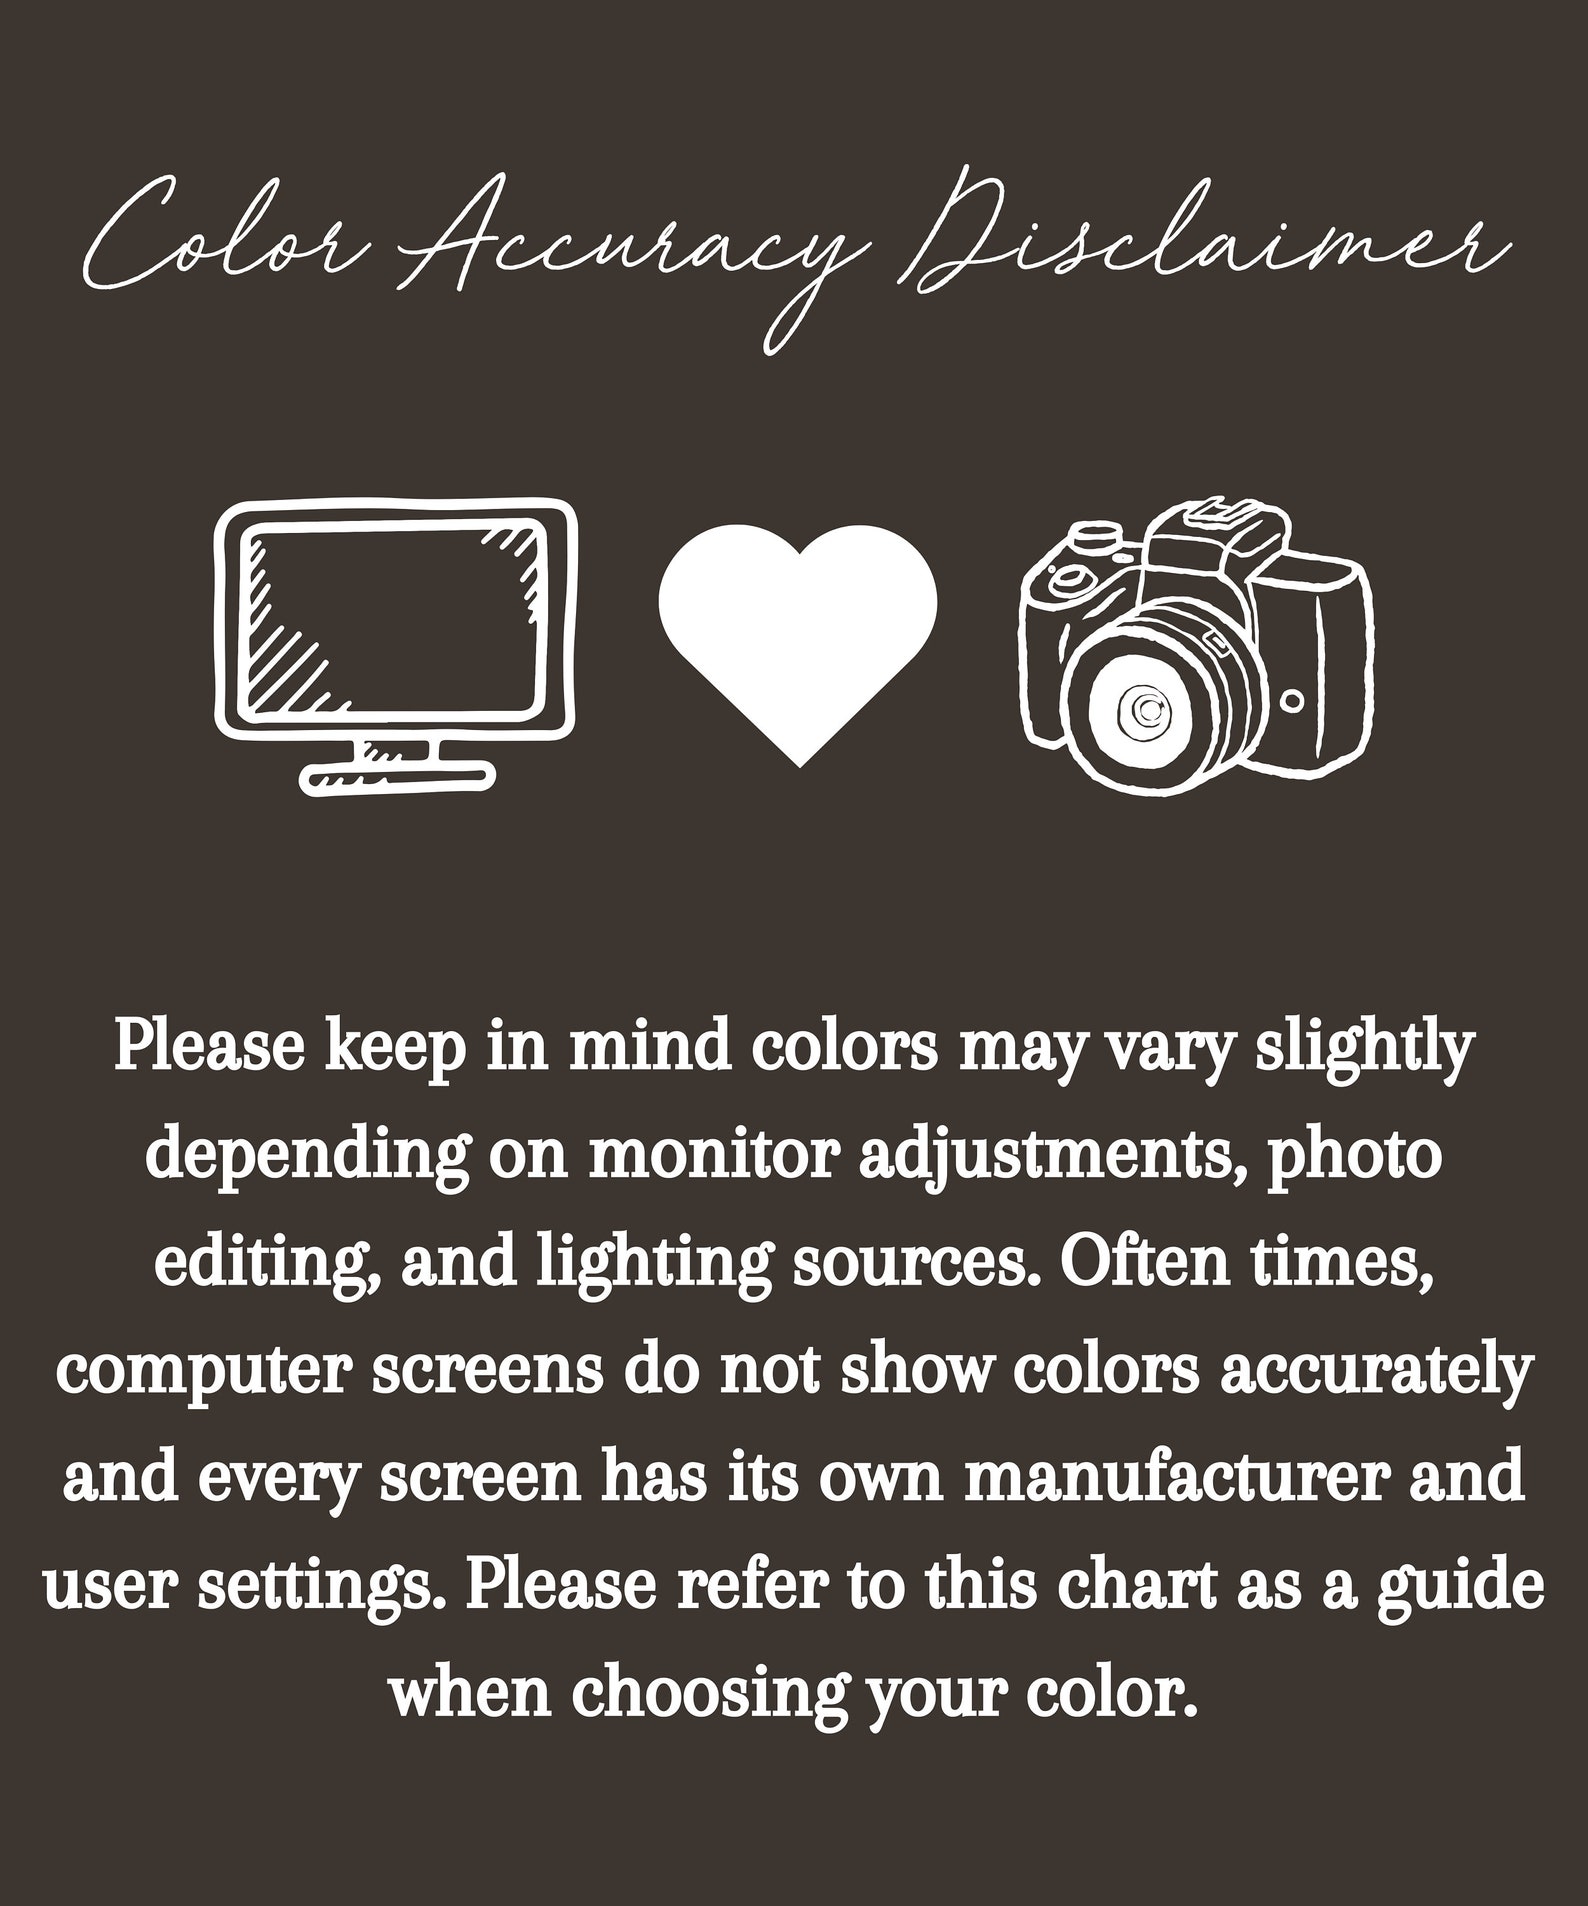 Color Accuracy Disclaimer
Please keep in mind colors may vary slightly
depending on monitor adjustments, photo
editing, and lighting sources. Often times,
computer screens do not show colors accurately
and every screen has its own manufacturer and
user settings. Please refer to this chart as a guide
when choosing your color.